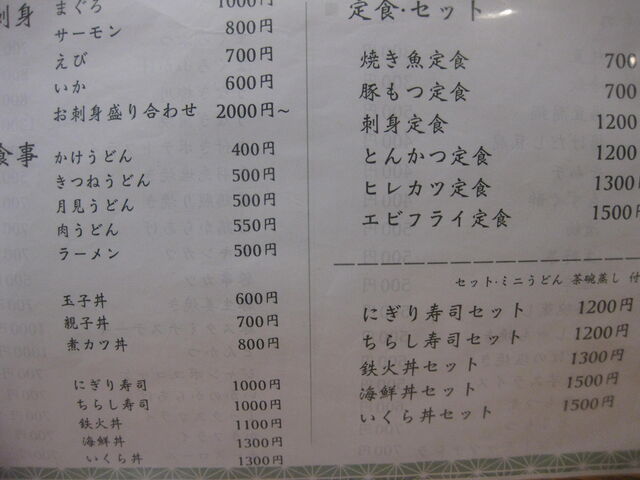 刺身
まぐろ 1000円
サーモン 800円
えび 700円
いか 600円
お刺身盛り合わせ 2000円~
食事
かけうどん 400円
きつねうどん 500円
月見うどん 500円
肉うどん 550円
ラーメン 500円
玉子丼 600円
親子丼 700円
煮カツ丼 800円
にぎり寿司 1000円
ちらし寿司 1000円
鉄火丼 1100円
海鮮丼 1300円
いくら丼 1300円
定食・セット
焼き魚定食 700
豚もつ定食 700
刺身定食 1200
とんかつ定食 1200
ヒレカツ定食 1300
エビフライ定食 1500円
セット・ミニうどん 茶碗蒸し 付
にぎり寿司セット 1200円
ちらし寿司セット 1200円
鉄火丼セット 1300円
海鮮丼セット 1500円
いくら丼セット 1500円